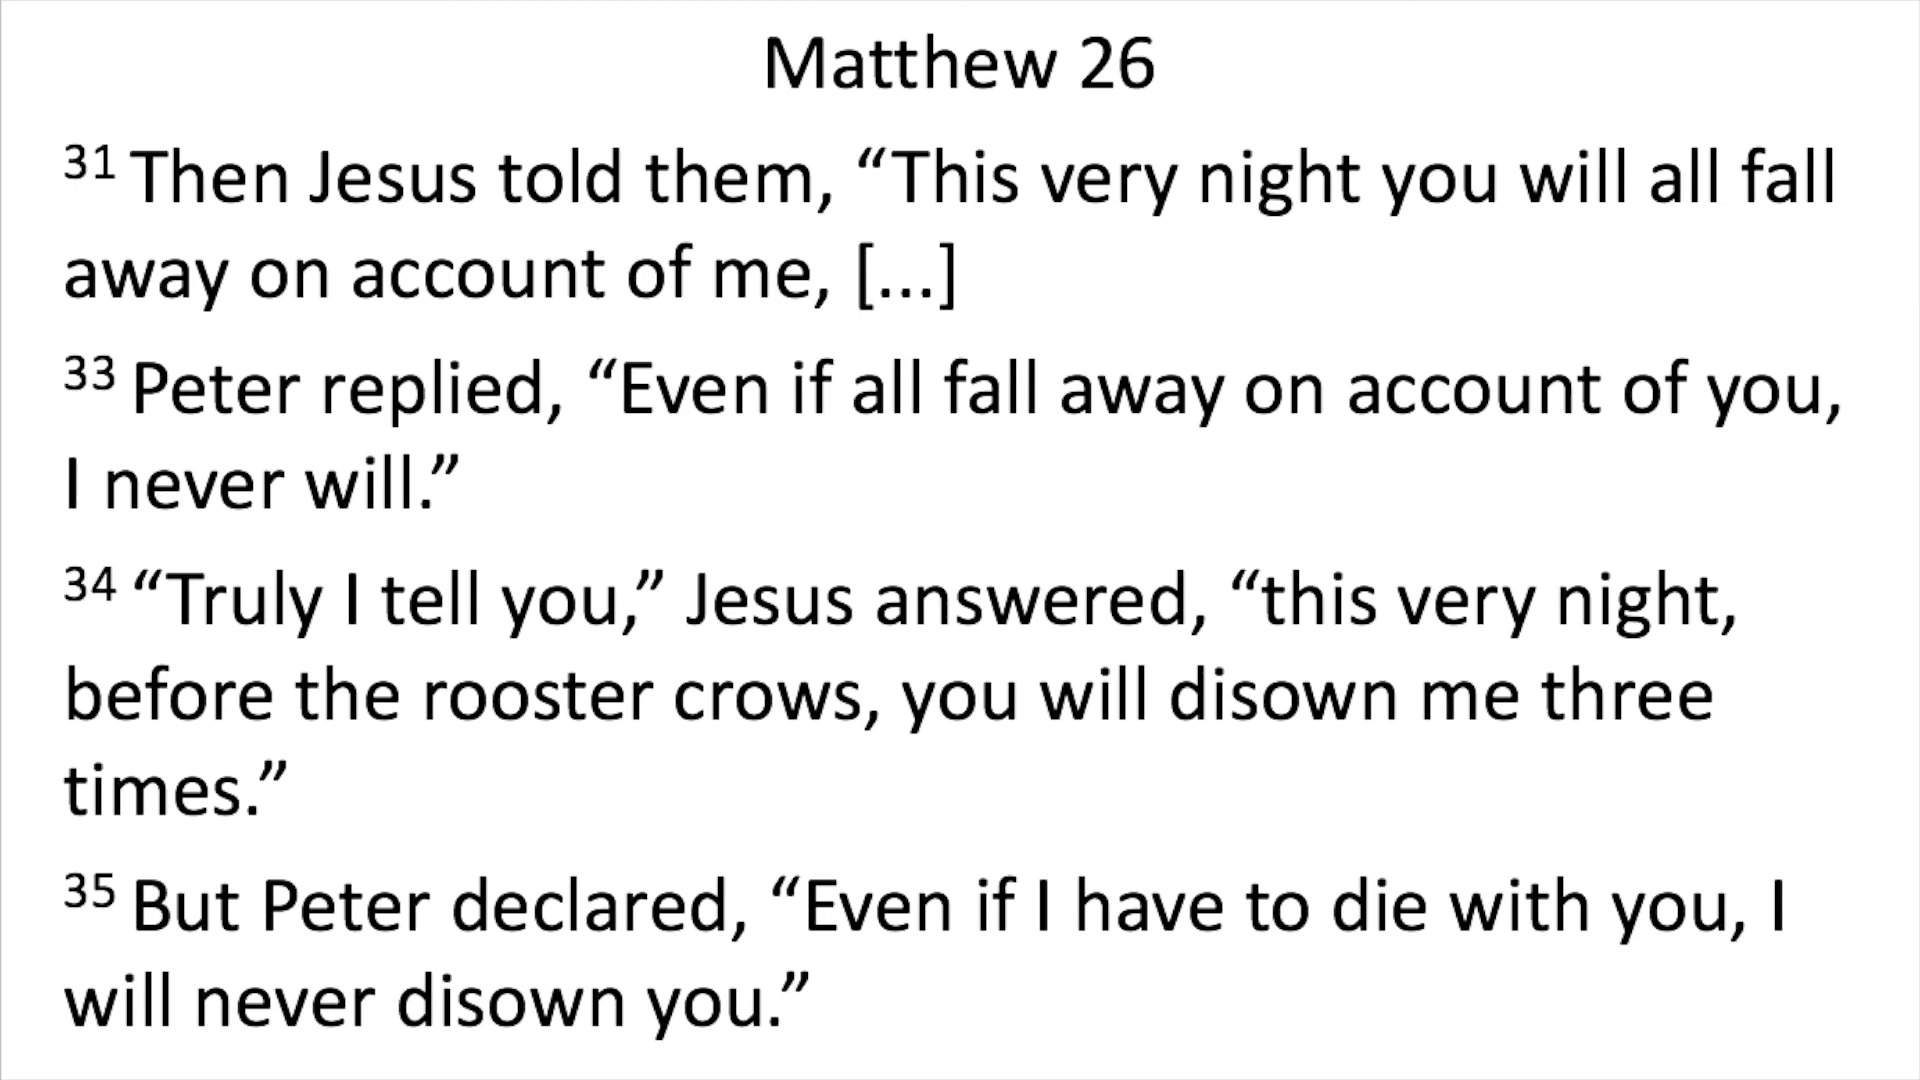 Matthew 26
31 Then Jesus told them, “This very night you will all fall
away on account of me, [...]
33 Peter replied, “Even if all fall away on account of you,
I never will.”
34 “Truly I tell you,” Jesus answered, “this very night,
before the rooster crows, you will disown me three
times.”
35 But Peter declared, “Even if I have to die with you, I
will never disown you.”